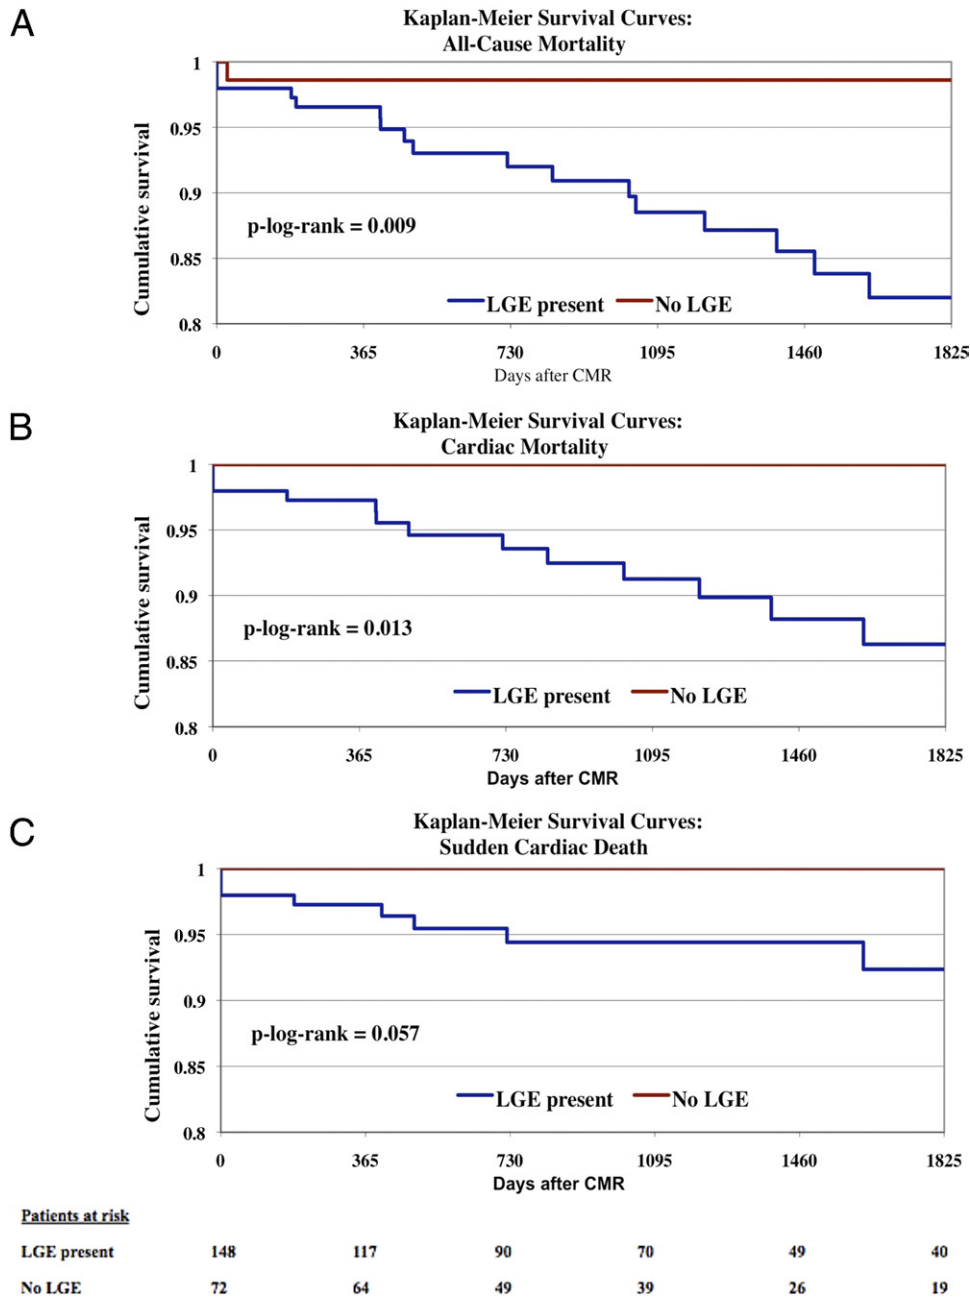 A
Kaplan-Meier Survival Curves:
All-Cause Mortality
1
0.95
0.9
0.85
0.8
Cumulative survival
p-log-rank = 0.009
LGE present No LGE
0 365 730 1095 1460 1825
Days after CMR
B
Kaplan-Meier Survival Curves:
Cardiac Mortality
1
0.95
0.9
0.85
0.8
Cumulative survival
p-log-rank = 0.013
LGE present No LGE
0 365 730 1095 1460 1825
Days after CMR
C
Kaplan-Meier Survival Curves:
Sudden Cardiac Death
1
0.95
0.9
0.85
0.8
Cumulative survival
p-log-rank = 0.057
LGE present No LGE
0 365 730 1095 1460 1825
Days after CMR
Patients at risk
LGE present 148 117 90 70 49 40
No LGE 72 64 49 39 26 19